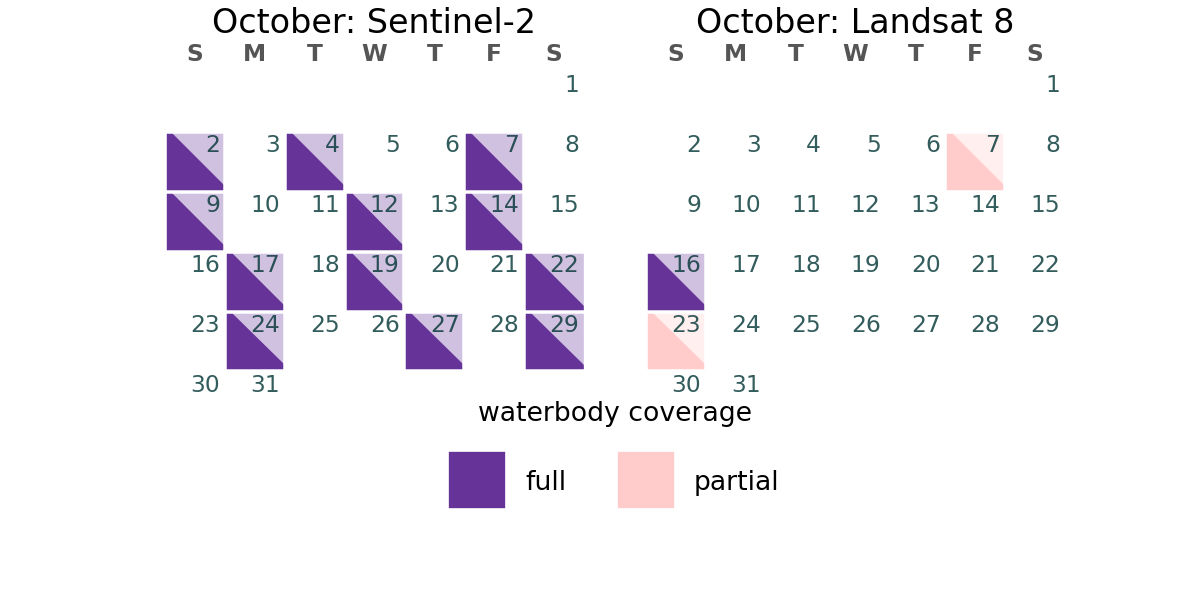 October: Sentinel-2
S M T W T F S
1
2 3 4 5 6 7 8
9 10 11 12 13 14 15
16 17 18 19 20 21 22
23 24 25 26 27 28 29
30 31
October: Landsat 8
S M T W T F S
1
2 3 4 5 6 7 8
9 10 11 12 13 14 15
16 17 18 19 20 21 22
23 24 25 26 27 28 29
30 31
waterbody coverage
full
partial